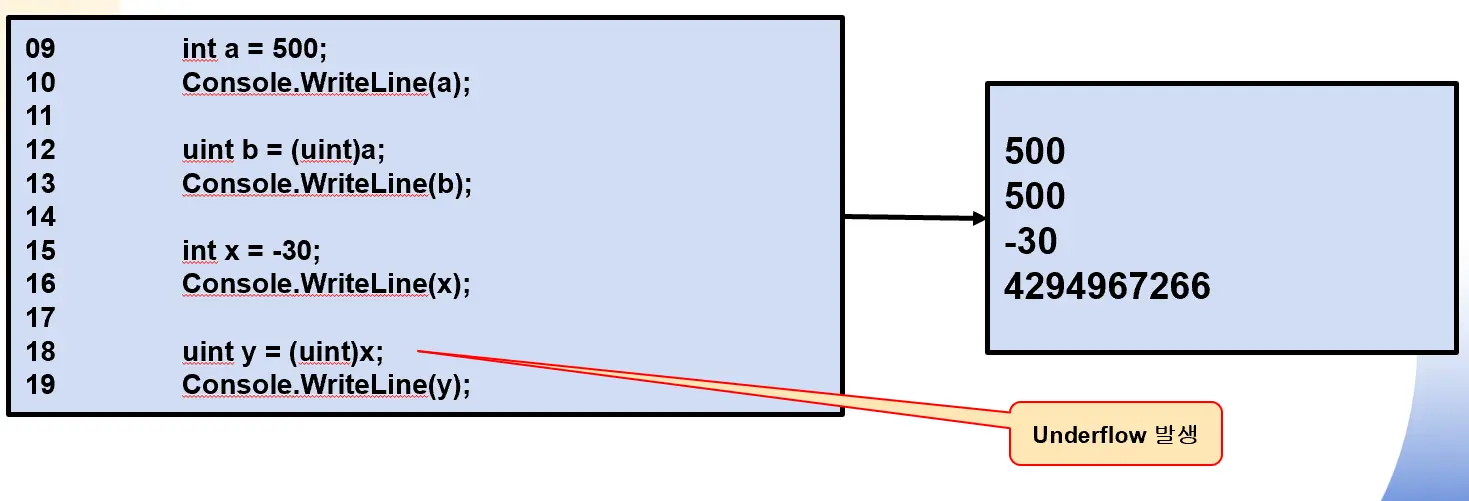 09 int a = 500;
10 Console.WriteLine(a);
11
12 uint b = (uint)a;
13 Console.WriteLine(b);
14
15 int x = -30;
16 Console.WriteLine(x);
17
18 uint y = (uint)x;
19 Console.WriteLine(y);
500
500
-30
4294967266
Underflow 발생